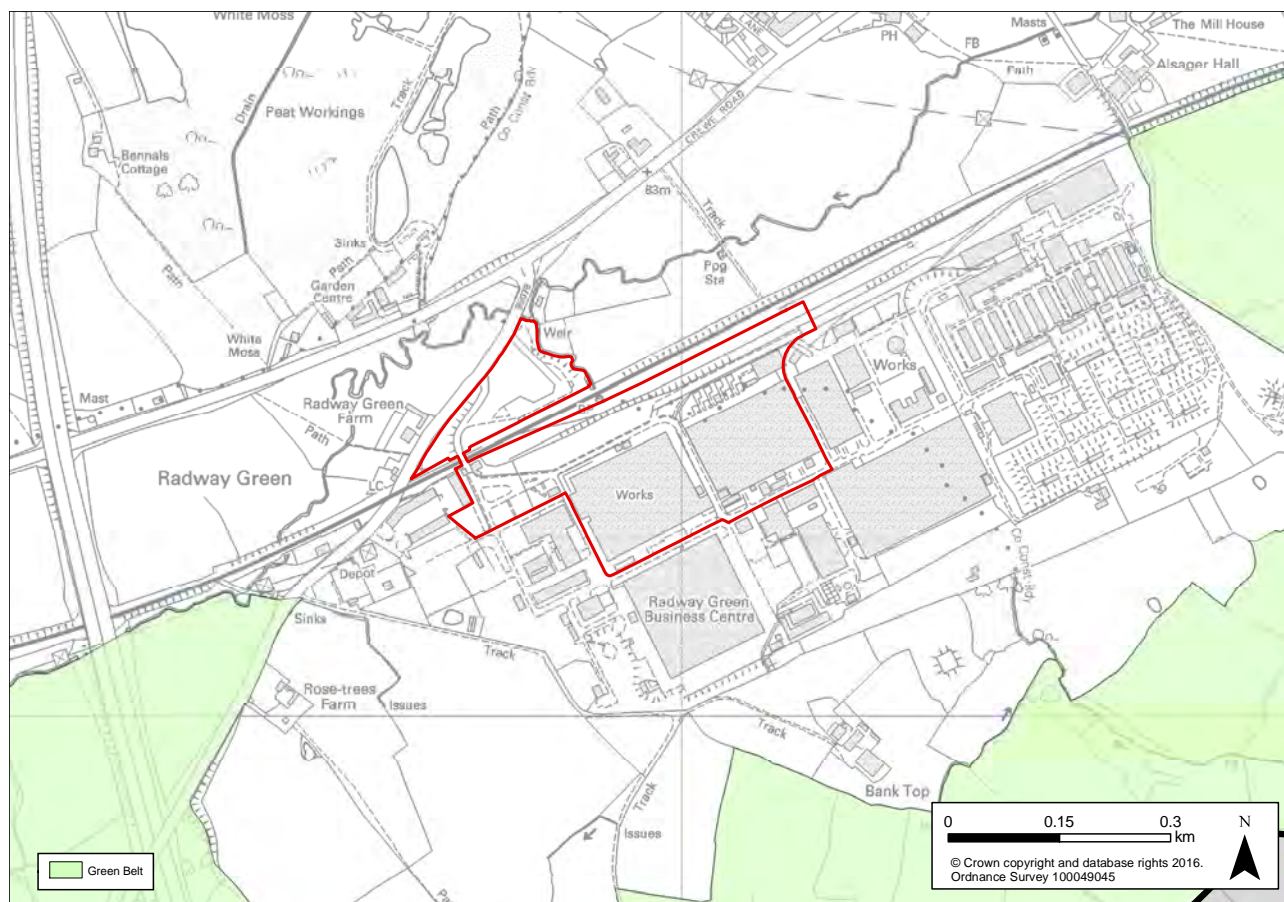 White Moss
Drain
Peat Workings
Track
Path
Co Const Bdy
Bennals
Cottage
Path
Sinks
Path
Garden
Centre
White
Moss
Mast
Radway Green
Farm
Path
Radway Green
LC
Depot
Sinks
Track
Rose-trees
Farm
Issues
LANE
PH
FB
Masts
The Mill House
Path
Alsager Hall
CREWE ROAD
83m
Track
Ppg
Stn
Weir
Works
Works
Radway Green
Business Centre
Co Const Bdy
Track
Bank Top
Track
Issues
Green Belt
0 0.15 0.3
km
N
© Crown copyright and database rights 2016.
Ordnance Survey 100049045